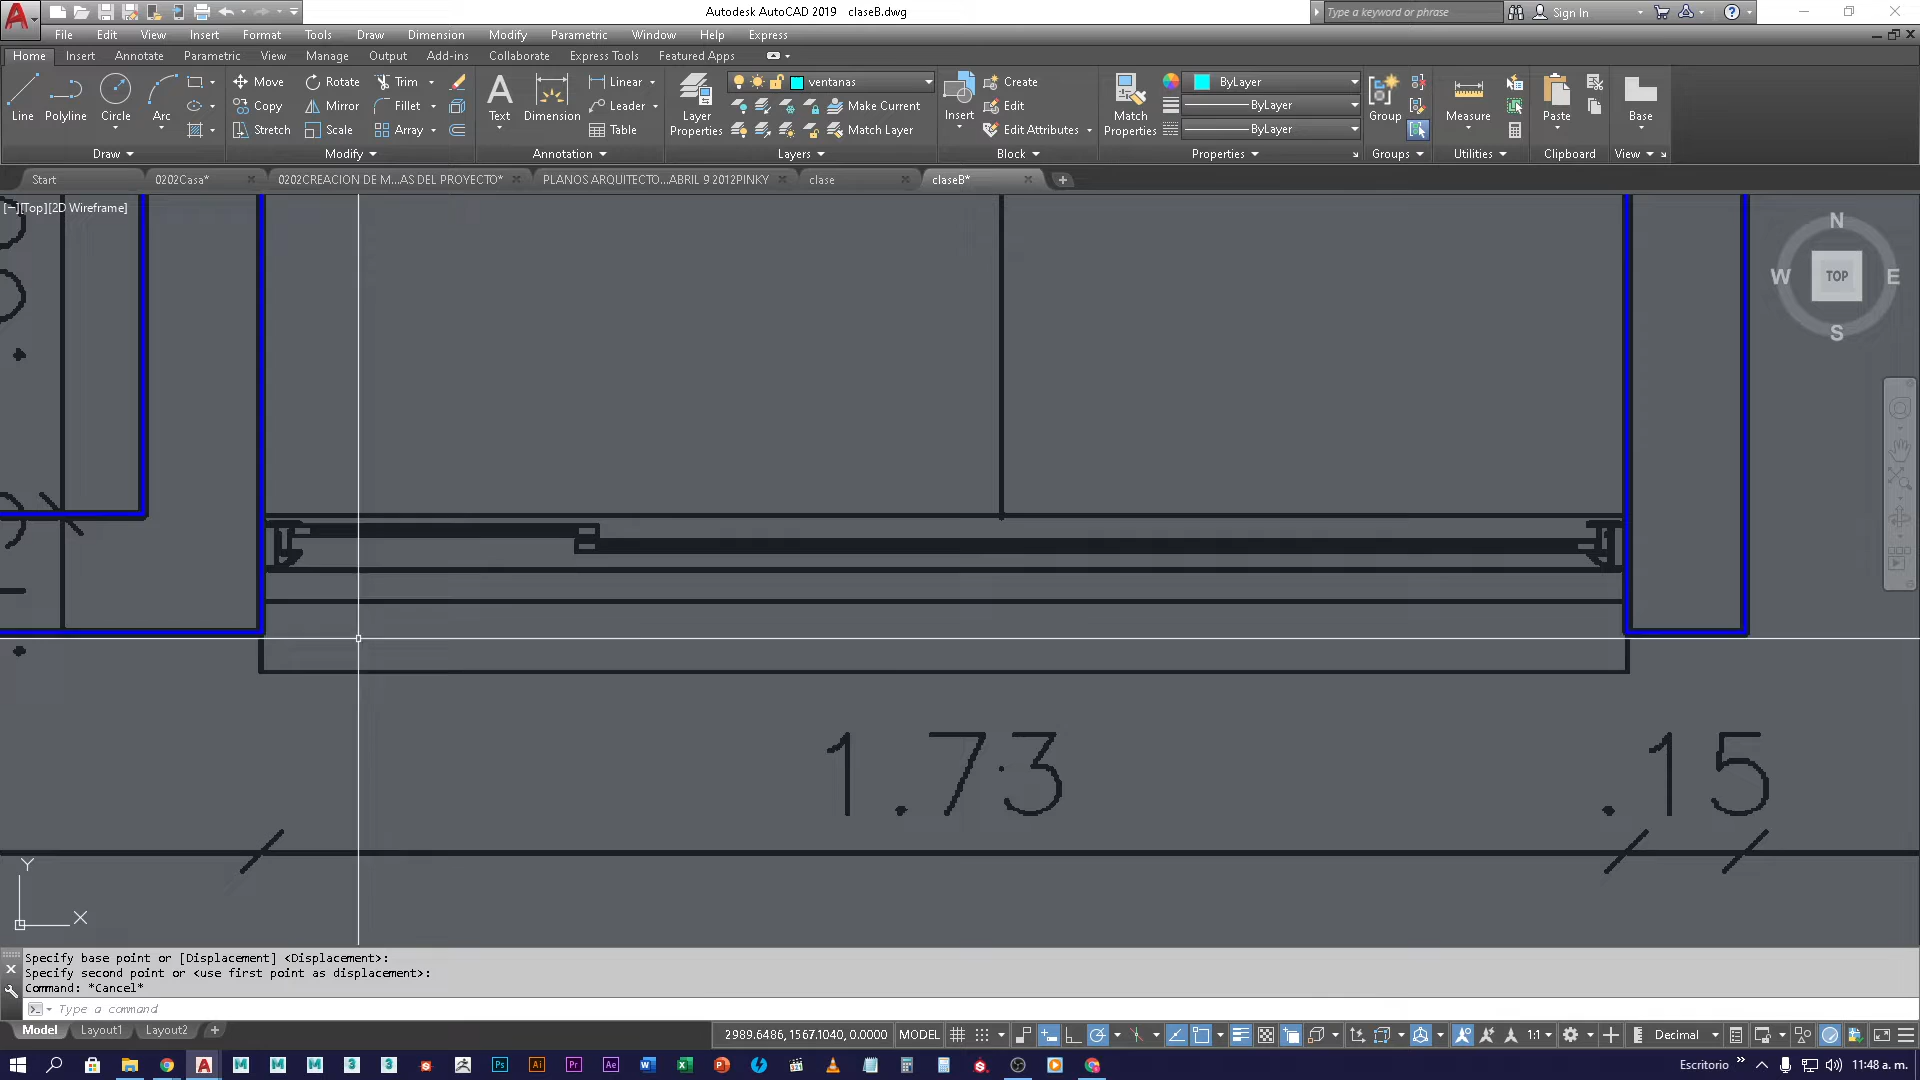 Autodesk AutoCAD 2019 claseB.dwg
Type a keyword or phrase
Sign In
File Edit View Insert Format Tools Draw Dimension Modify Parametric Window Help Express
Home Insert Annotate Parametric View Manage Output Add-ins Collaborate Express Tools Featured Apps
Line Polyline Circle Arc
Move Rotate Trim
Copy Mirror Fillet
Stretch Scale Array
Text Dimension
Linear
Leader
Table
Layer Properties
ventanas
Make Current
Match Layer
Insert
Create
Edit
Edit Attributes
Match Properties
ByLayer
ByLayer
ByLayer
Group
Measure
Paste
Base
Draw Modify Annotation Layers Block Properties Groups Utilities Clipboard View
Start 0202Casa* 0202CREACION DE M...AS DEL PROYECTO* PLANOS ARQUITECTO...ABRIL 9 2012PINKY clase claseB*
[−][Top][2D Wireframe]
N
W TOP E
S
1.73 .15
Y
X
Specify base point or [Displacement] <Displacement>:
Specify second point or <use first point as displacement>:
Command: *Cancel*
Type a command
Model Layout1 Layout2 +
2989.6486, 1567.1040, 0.0000 MODEL 1:1 Decimal
Escritorio 11:48 a. m.